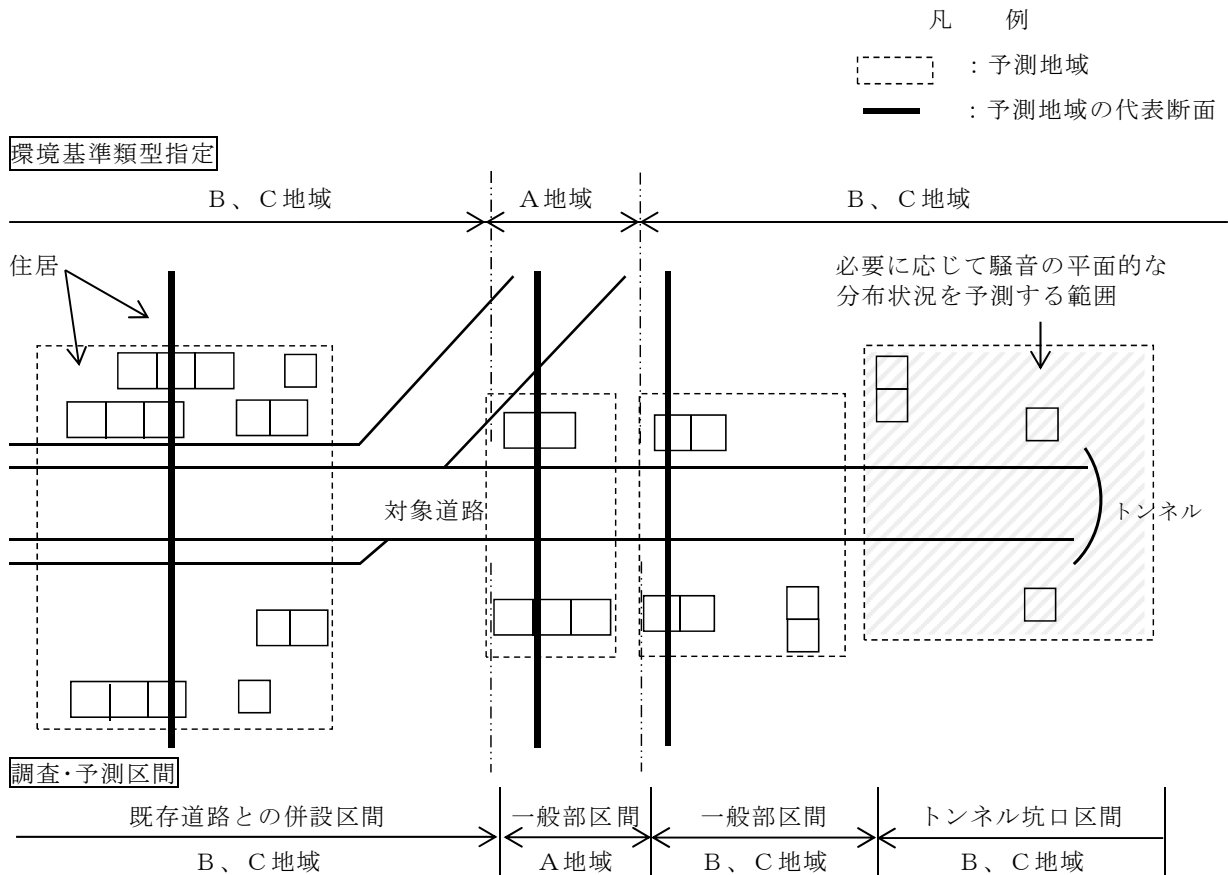 凡　例
：予測地域
：予測地域の代表断面
環境基準類型指定
Ｂ、Ｃ地域
Ａ地域
Ｂ、Ｃ地域
住居
必要に応じて騒音の平面的な
分布状況を予測する範囲
対象道路
トンネル
調査・予測区間
既存道路との併設区間
一般部区間
一般部区間
トンネル坑口区間
Ｂ、Ｃ地域
Ａ地域
Ｂ、Ｃ地域
Ｂ、Ｃ地域